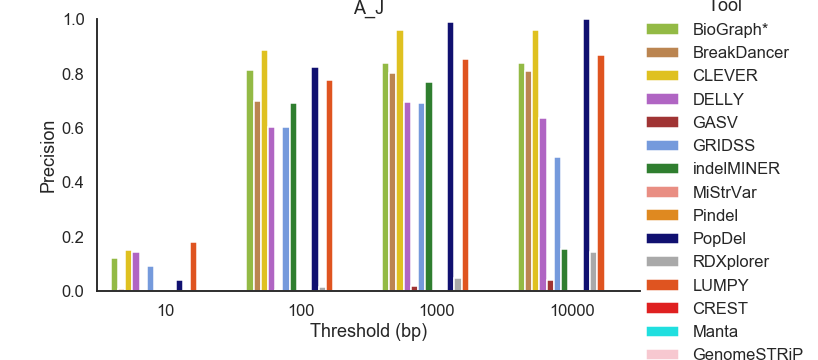 A_J
Precision
1.0
0.8
0.6
0.4
0.2
0.0
10
100
1000
10000
Threshold (bp)
Tool
BioGraph*
BreakDancer
CLEVER
DELLY
GASV
GRIDSS
indelMINER
MiStrVar
Pindel
PopDel
RDXplorer
LUMPY
CREST
Manta
GenomeSTRiP